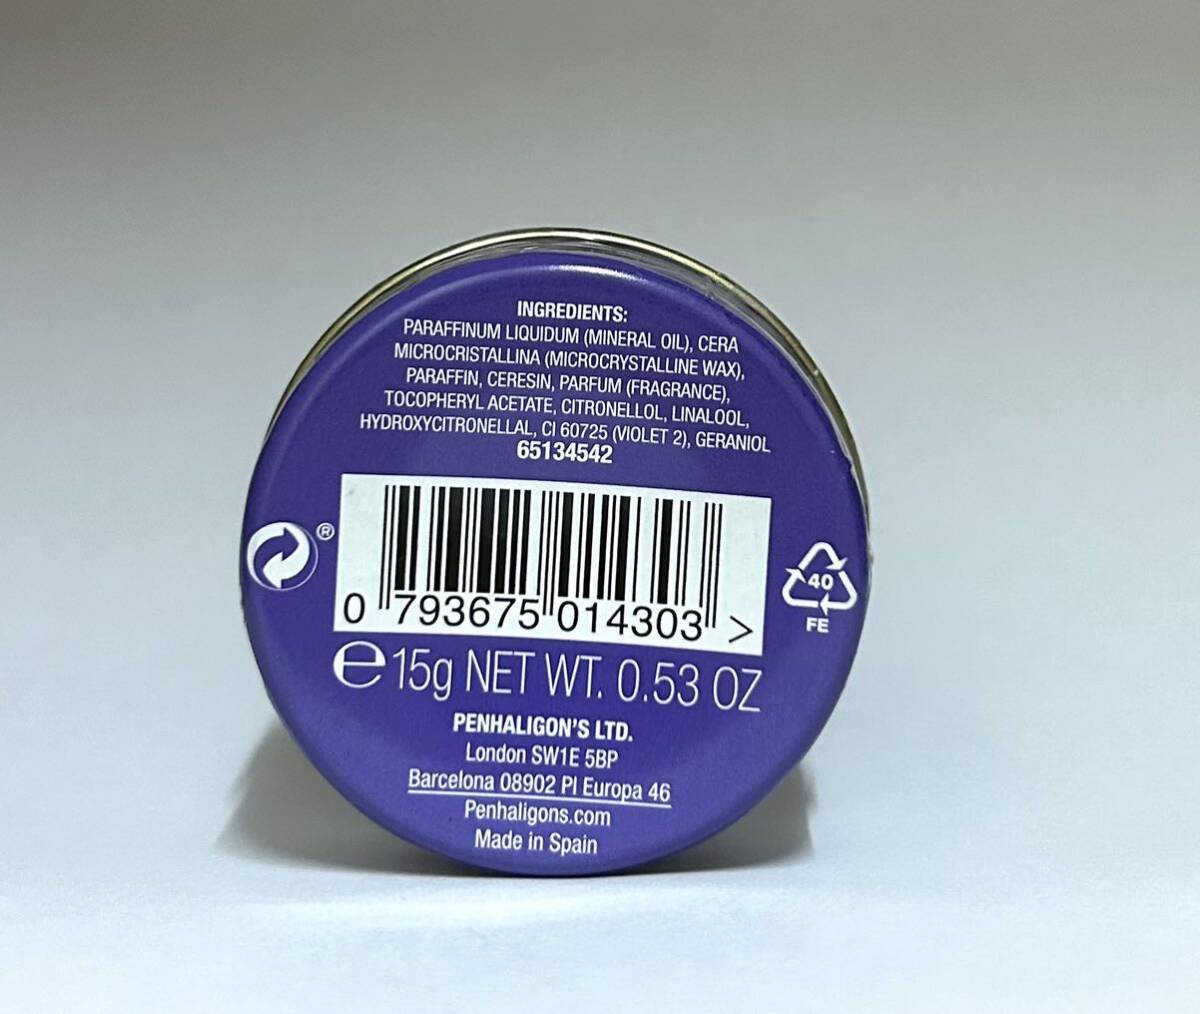 INGREDIENTS:
PARAFFINUM LIQUIDUM (MINERAL OIL), CERA
MICROCRISTALLINA (MICROCRYSTALLINE WAX),
PARAFFIN, CERESIN, PARFUM (FRAGRANCE),
TOCOPHERYL ACETATE, CITRONELLOL, LINALOOL,
HYDROXYCITRONELLAL, CI 60725 (VIOLET 2), GERANIOL
65134542
®
0 793675 014303 >
40
FE
℮ 15g NET WT. 0.53 OZ
PENHALIGON'S LTD.
London SW1E 5BP
Barcelona 08902 Pl Europa 46
Penhaligons.com
Made in Spain